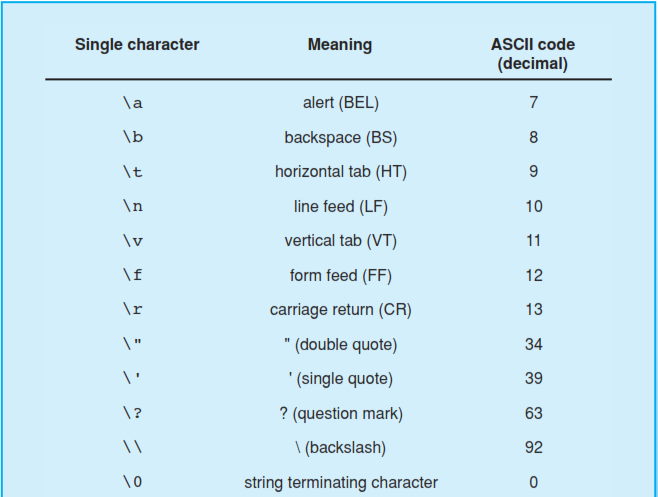 Single character Meaning ASCII code
(decimal)
\a alert (BEL) 7
\b backspace (BS) 8
\t horizontal tab (HT) 9
\n line feed (LF) 10
\v vertical tab (VT) 11
\f form feed (FF) 12
\r carriage return (CR) 13
\" " (double quote) 34
\' ' (single quote) 39
\? ? (question mark) 63
\\ \ (backslash) 92
\0 string terminating character 0